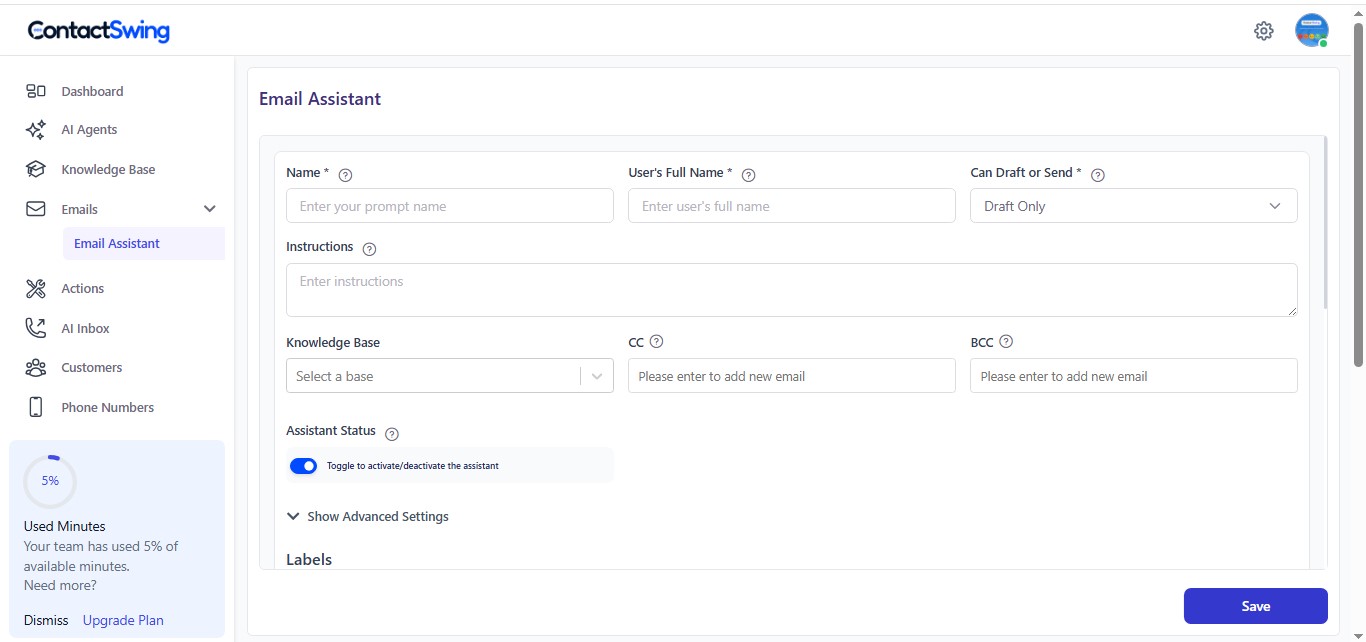 ContactSwing
Dashboard
AI Agents
Knowledge Base
Emails
Email Assistant
Actions
AI Inbox
Customers
Phone Numbers
5%
Used Minutes
Your team has used 5% of
available minutes.
Need more?
Dismiss Upgrade Plan
Email Assistant
Name * ? User's Full Name * ? Can Draft or Send * ?
Enter your prompt name Enter user's full name Draft Only
Instructions ?
Enter instructions
Knowledge Base CC ? BCC ?
Select a base Please enter to add new email Please enter to add new email
Assistant Status ?
Toggle to activate/deactivate the assistant
Show Advanced Settings
Labels
Save